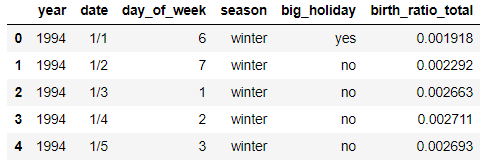 year date day_of_week season big_holiday birth_ratio_total
0 1994 1/1 6 winter yes 0.001918
1 1994 1/2 7 winter no 0.002292
2 1994 1/3 1 winter no 0.002663
3 1994 1/4 2 winter no 0.002711
4 1994 1/5 3 winter no 0.002693